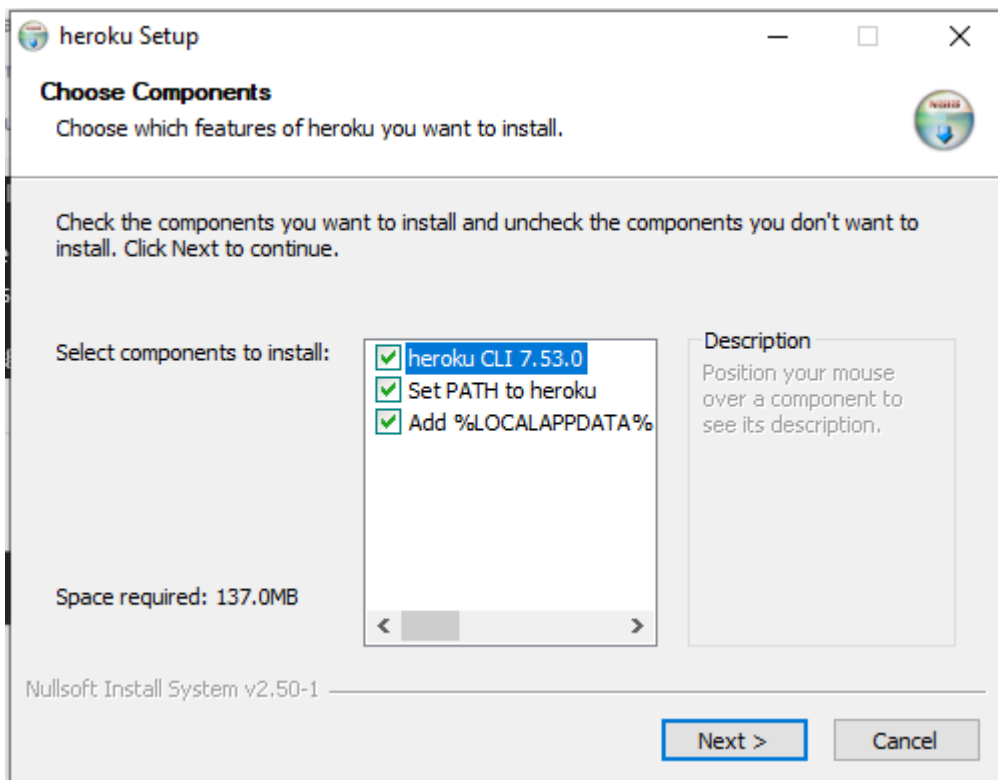 heroku Setup
Choose Components
Choose which features of heroku you want to install.
Check the components you want to install and uncheck the components you don't want to
install. Click Next to continue.
Select components to install:
heroku CLI 7.53.0
Set PATH to heroku
Add %LOCALAPPDATA%
Description
Position your mouse
over a component to
see its description.
Space required: 137.0MB
Nullsoft Install System v2.50-1
Next >
Cancel